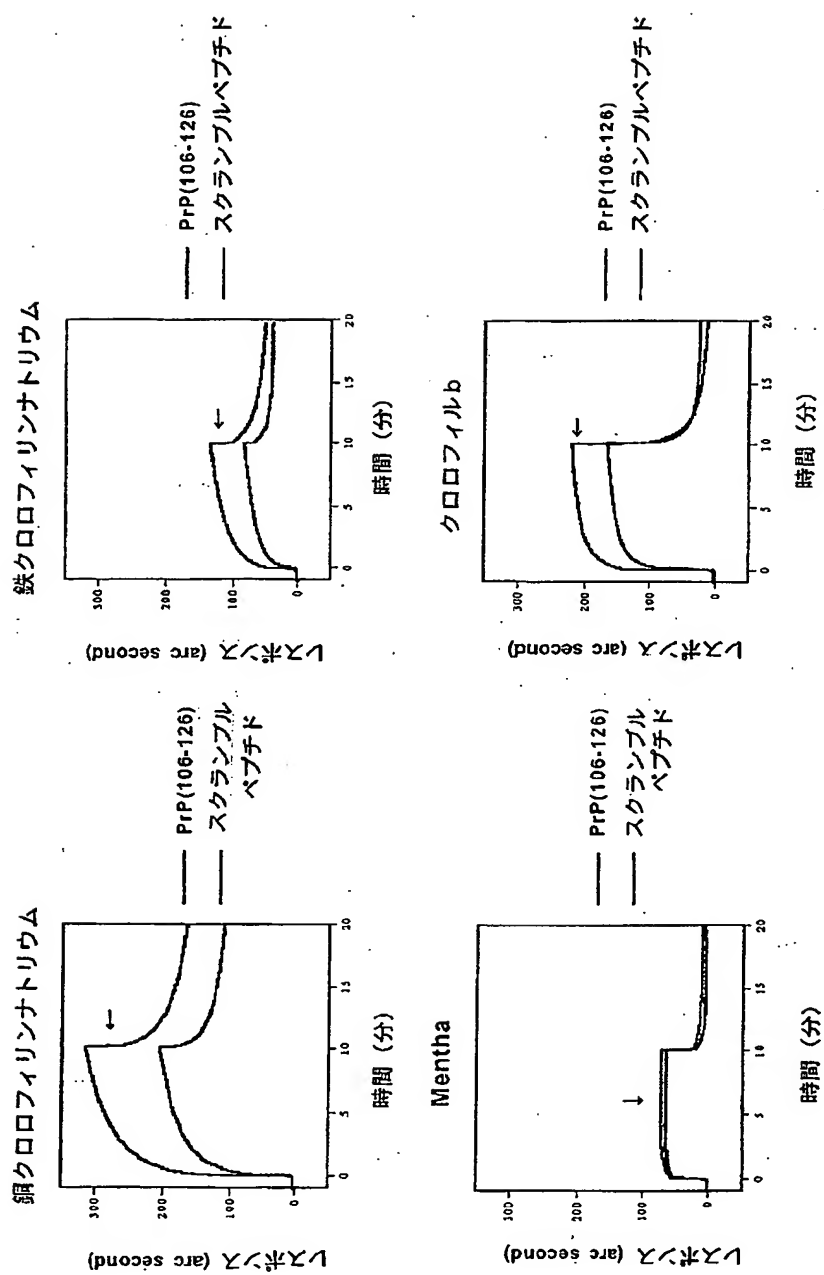 銅クロロフィリンナトリウム
レスポンス (arc second)
300
200
100
0
0 5 10 15 20
時間 (分)
PrP(106-126)
スクランブル
ペプチド
鉄クロロフィリンナトリウム
レスポンス (arc second)
300
200
100
0
0 5 10 15 20
時間 (分)
PrP(106-126)
スクランブルペプチド
Mentha
レスポンス (arc second)
300
200
100
0
0 5 10 15 20
時間 (分)
PrP(106-126)
スクランブル
ペプチド
クロロフィルb
レスポンス (arc second)
300
200
100
0
0 5 10 15 20
時間 (分)
PrP(106-126)
スクランブルペプチド